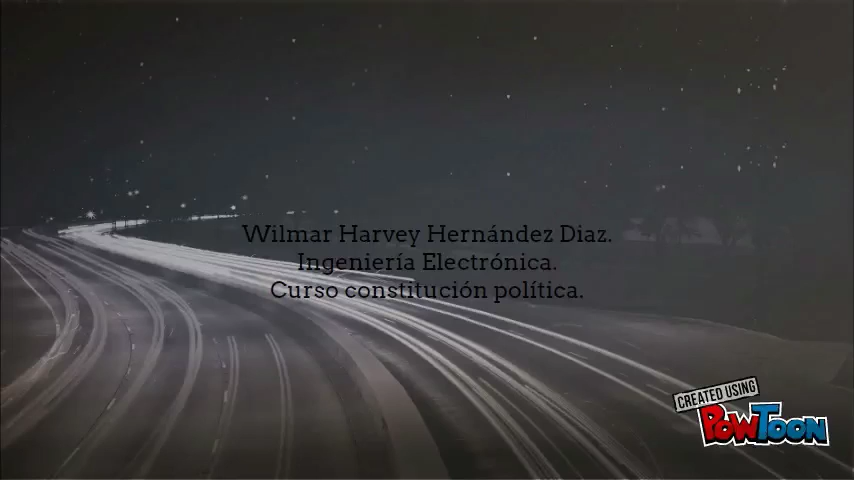 Wilmar Harvey Hernández Diaz.
Ingeniería Electrónica.
Curso constitución política.
CREATED USING
POWTOON